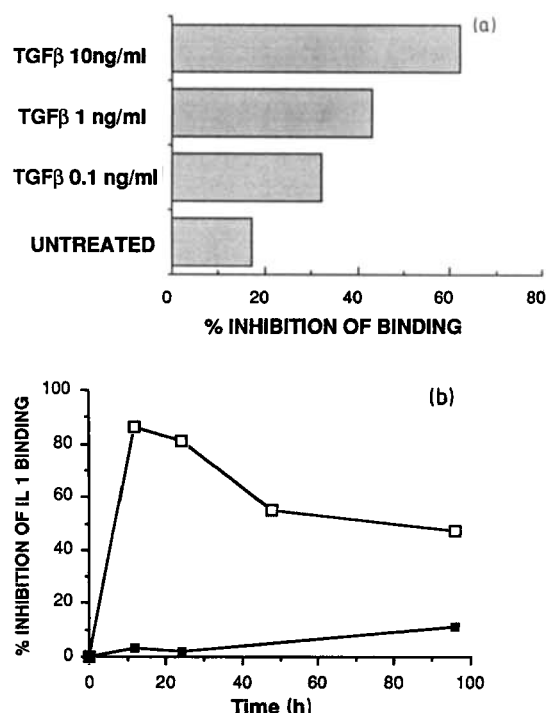 (a)
TGFβ 10ng/ml
TGFβ 1 ng/ml
TGFβ 0.1 ng/ml
UNTREATED
0 20 40 60 80
% INHIBITION OF BINDING
(b)
% INHIBITION OF IL 1 BINDING
100
80
60
40
20
0
0 20 40 60 80 100
Time (h)